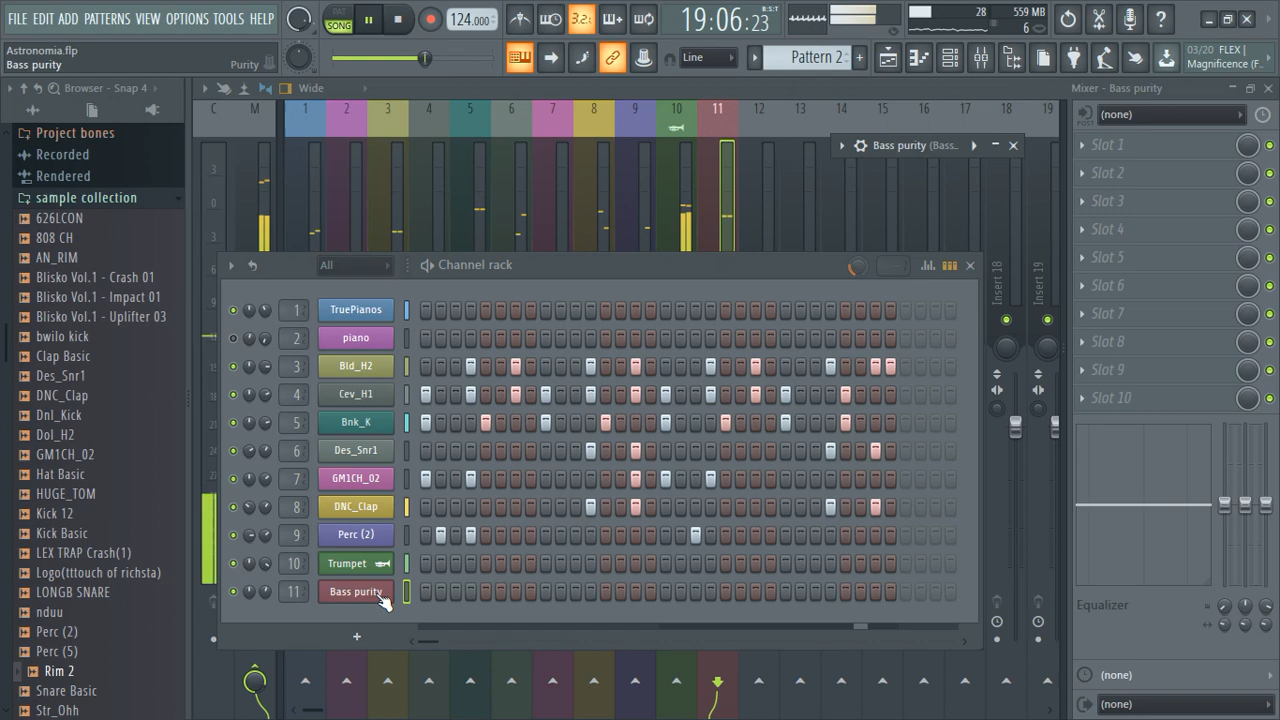 FILE EDIT ADD PATTERNS VIEW OPTIONS TOOLS HELP
PAT
SONG
124.000
3.2.
19:06:23
B:S:T
28
559 MB
6
Astronomia.flp
Bass purity
Purity
Line
Pattern 2
+
03/20 FLEX |
Magnificence (F..
Browser - Snap 4
Wide
Mixer - Bass purity
C
M
1 2 3 4 5 6 7 8 9 10 11 12 13 14 15 16 17 18 19
Project bones
Recorded
Rendered
sample collection
626LCON
808 CH
AN_RIM
Blisko Vol.1 - Crash 01
Blisko Vol.1 - Impact 01
Blisko Vol.1 - Uplifter 03
bwilo kick
Clap Basic
Des_Snr1
DNC_Clap
Dnl_Kick
Dol_H2
GM1CH_02
Hat Basic
HUGE_TOM
Kick 12
Kick Basic
LEX TRAP Crash(1)
Logo(tttouch of richsta)
LONGB SNARE
nduu
Perc (2)
Perc (5)
Rim 2
Snare Basic
Str_Ohh
3
0
3
Bass purity (Bass..
All
Channel rack
1 TruePianos
2 piano
3 Bld_H2
4 Cev_H1
5 Bnk_K
6 Des_Snr1
7 GM1CH_02
8 DNC_Clap
9 Perc (2)
10 Trumpet
11 Bass purity
+
Insert 18
Insert 19
POST
(none)
Slot 1
Slot 2
Slot 3
Slot 4
Slot 5
Slot 6
Slot 7
Slot 8
Slot 9
Slot 10
Equalizer
(none)
(none)